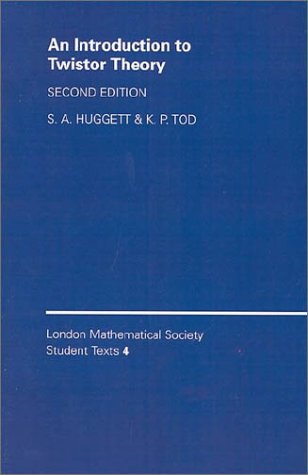 An Introduction to
Twistor Theory
SECOND EDITION
S. A. HUGGETT & K. P. TOD
London Mathematical Society
Student Texts 4